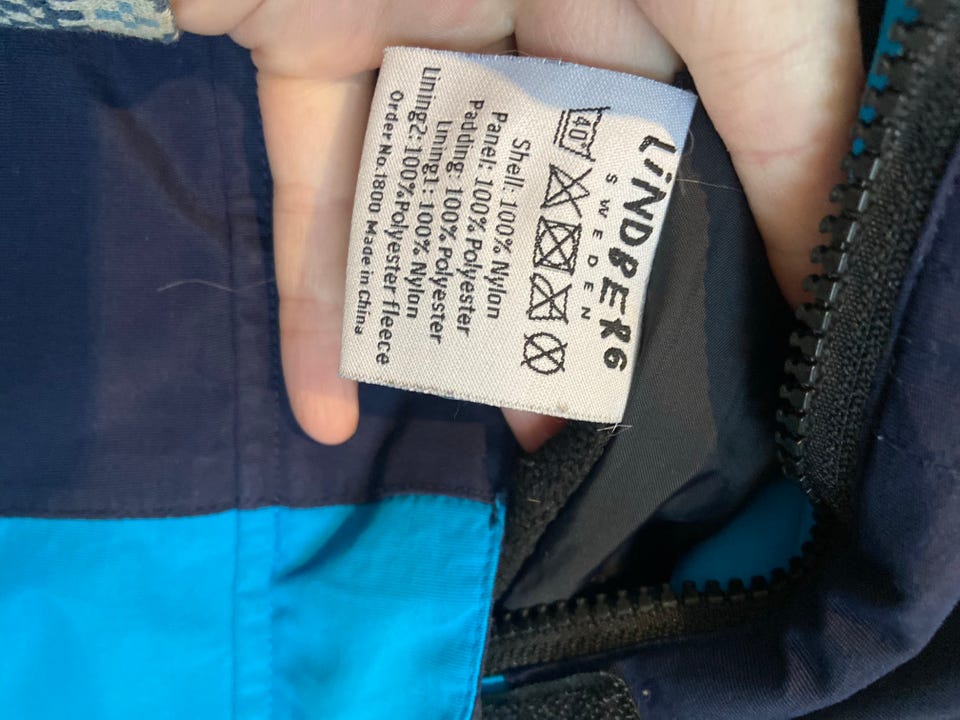 LiNDBERG
SWEDEN
40°
Shell: 100% Nylon
Panel: 100% Polyester
Padding: 100% Polyester
Lining1: 100% Nylon
Lining2: 100%Polyester fleece
Order No.1800 Made in China